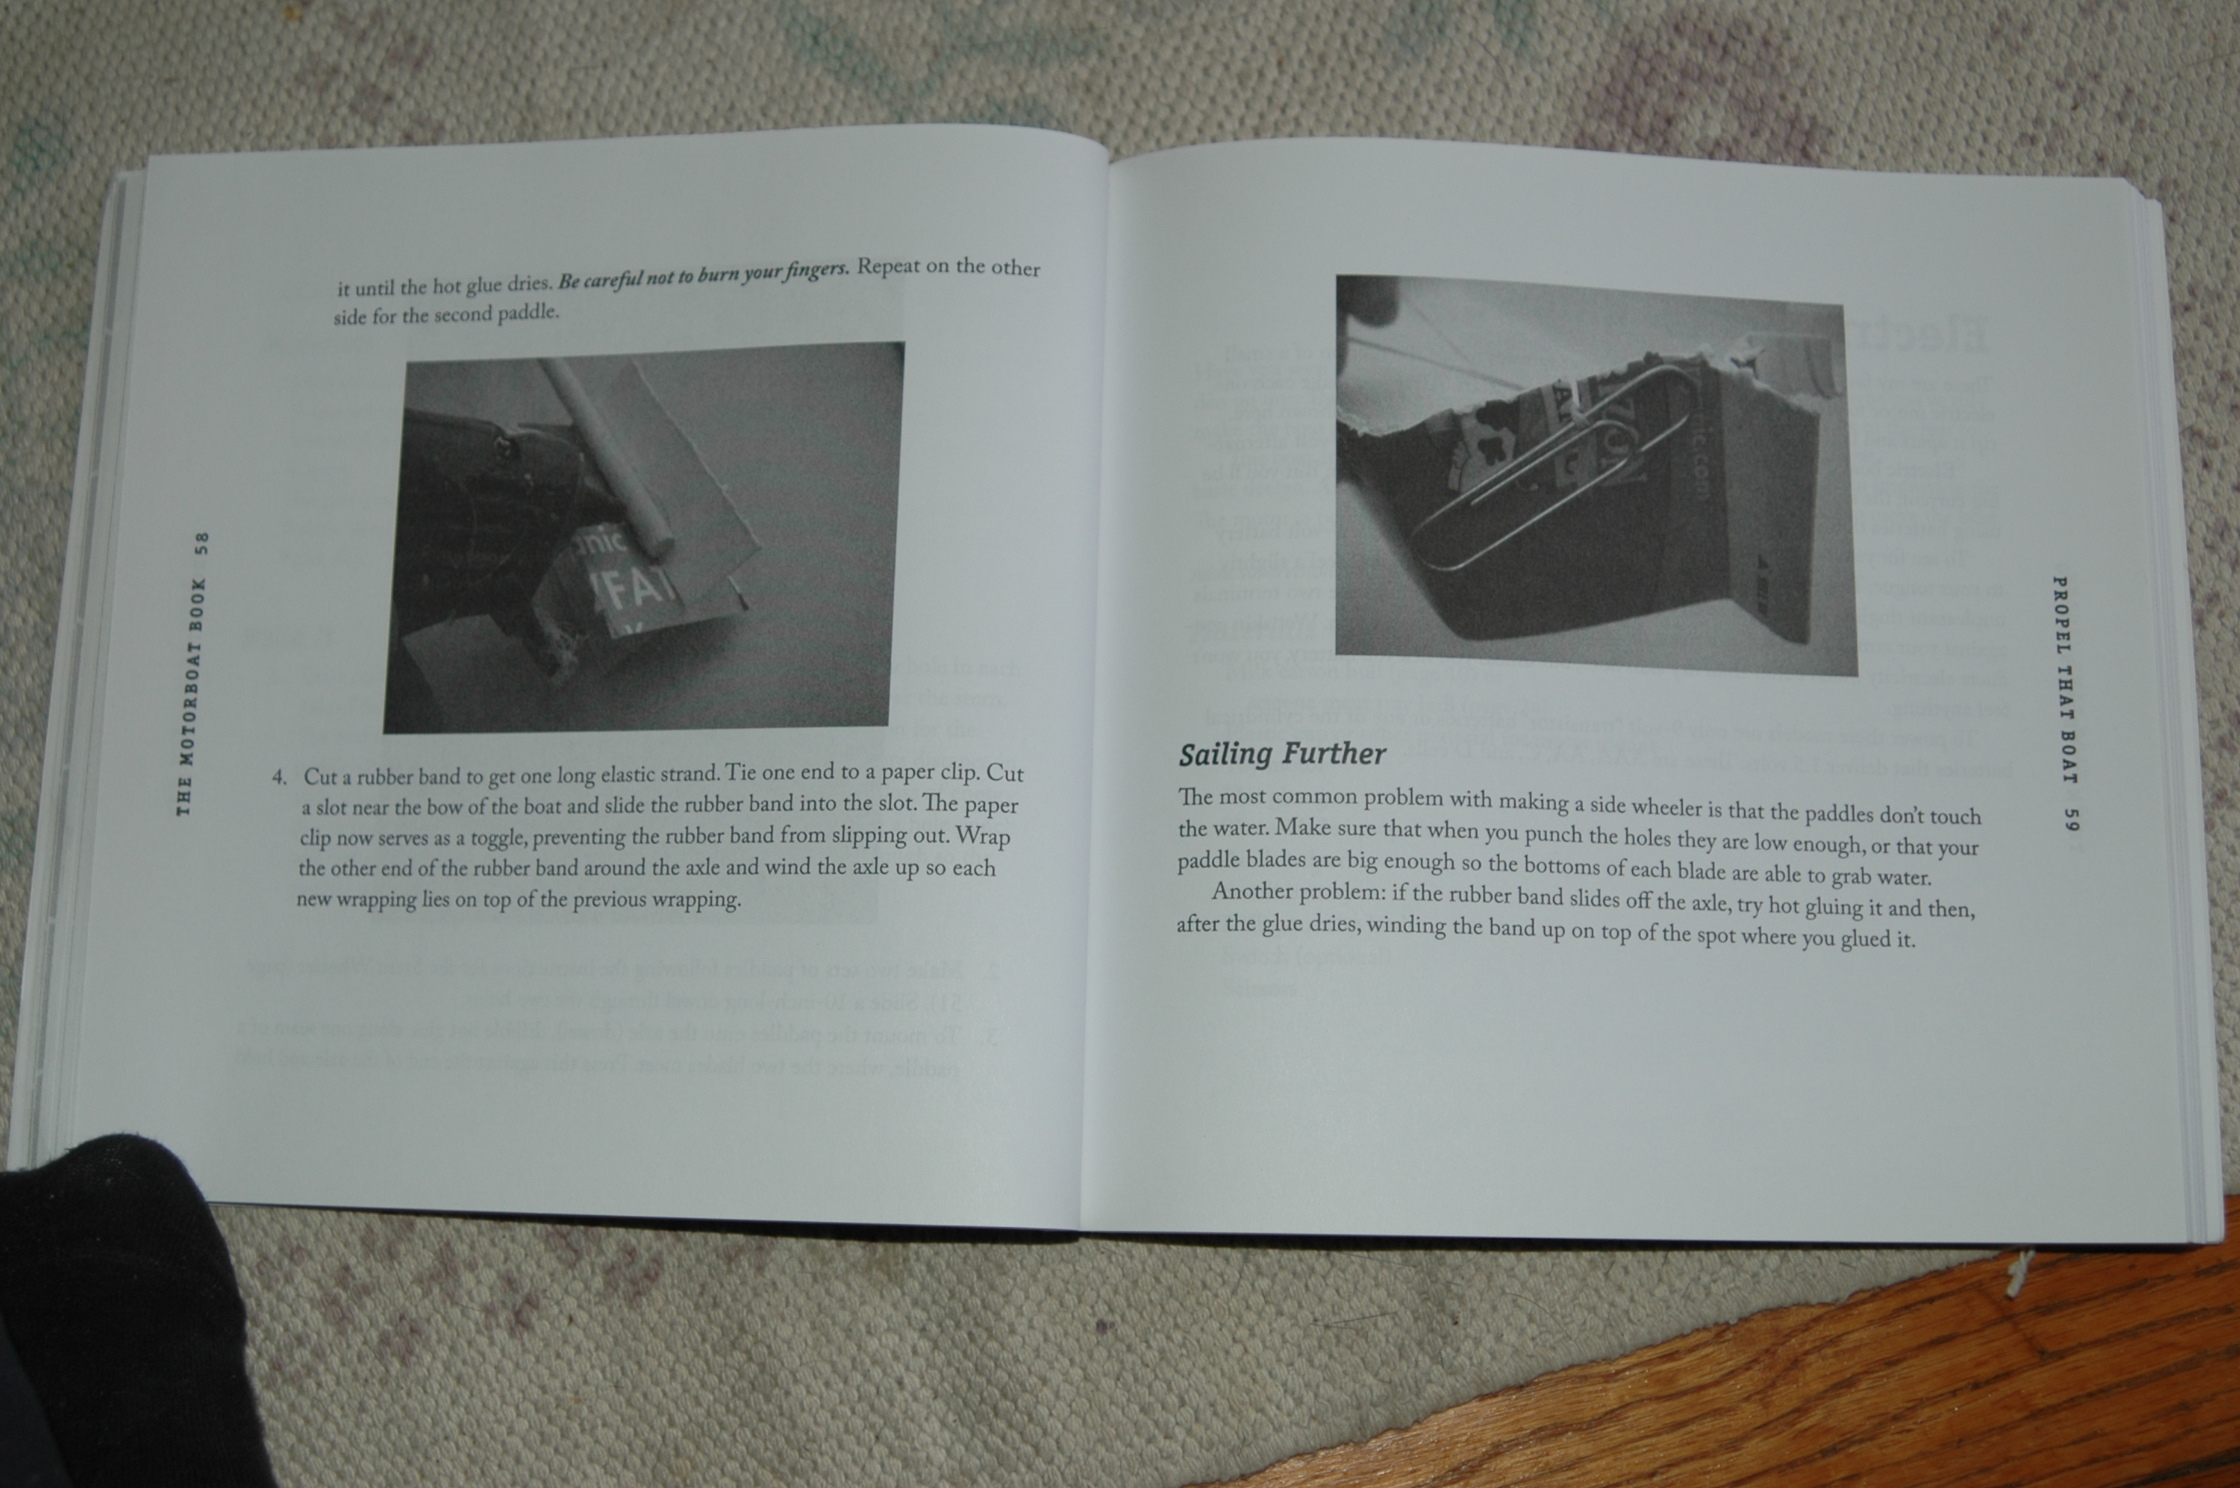 it until the hot glue dries. Be careful not to burn your fingers. Repeat on the other
side for the second paddle.
nic
FAI
4. Cut a rubber band to get one long elastic strand. Tie one end to a paper clip. Cut
a slot near the bow of the boat and slide the rubber band into the slot. The paper
clip now serves as a toggle, preventing the rubber band from slipping out. Wrap
the other end of the rubber band around the axle and wind the axle up so each
new wrapping lies on top of the previous wrapping.
THE MOTORBOAT BOOK 58
nic.com
IZON
Sailing Further
The most common problem with making a side wheeler is that the paddles don't touch
the water. Make sure that when you punch the holes they are low enough, or that your
paddle blades are big enough so the bottoms of each blade are able to grab water.
Another problem: if the rubber band slides off the axle, try hot gluing it and then,
after the glue dries, winding the band up on top of the spot where you glued it.
PROPEL THAT BOAT 59